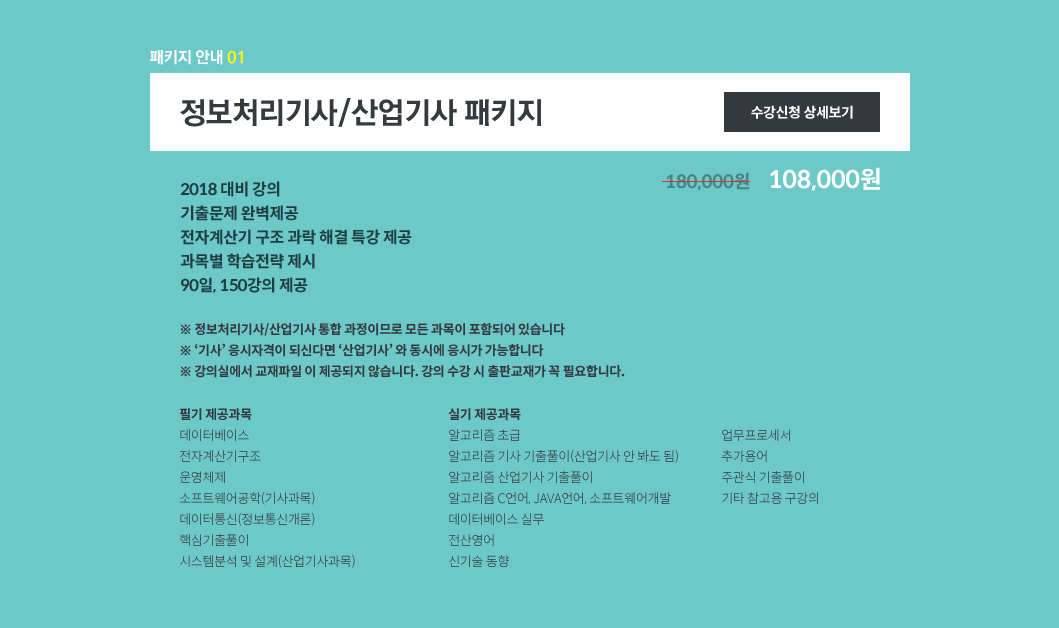 패키지 안내 01
정보처리기사/산업기사 패키지
수강신청 상세보기
180,000원 108,000원
2018 대비 강의
기출문제 완벽제공
전자계산기 구조 과락 해결 특강 제공
과목별 학습전략 제시
90일, 150강의 제공
※ 정보처리기사/산업기사 통합 과정이므로 모든 과목이 포함되어 있습니다
※ ‘기사’ 응시자격이 되신다면 ‘산업기사’ 와 동시에 응시가 가능합니다
※ 강의실에서 교재파일 이 제공되지 않습니다. 강의 수강 시 출판교재가 꼭 필요합니다.
필기 제공과목
데이터베이스
전자계산기구조
운영체제
소프트웨어공학(기사과목)
데이터통신(정보통신개론)
핵심기출풀이
시스템분석 및 설계(산업기사과목)
실기 제공과목
알고리즘 초급
알고리즘 기사 기출풀이(산업기사 안 봐도 됨)
알고리즘 산업기사 기출풀이
알고리즘 C언어, JAVA언어, 소프트웨어개발
데이터베이스 실무
전산영어
신기술 동향
업무프로세서
추가용어
주관식 기출풀이
기타 참고용 구강의